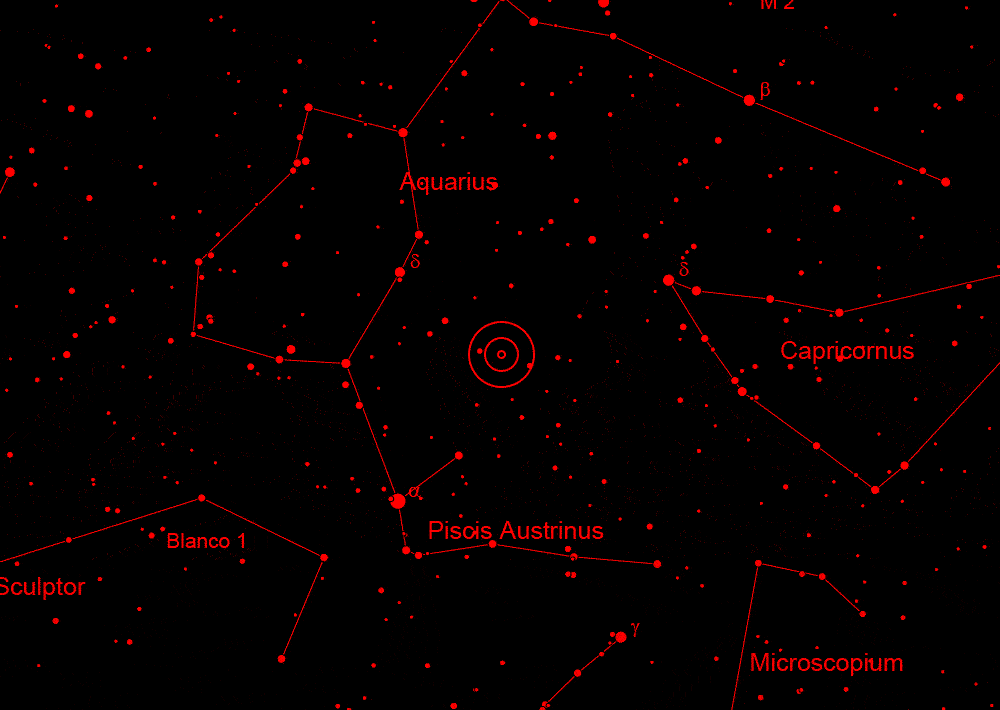 M 2
β
Aquarius
δ
δ
Capricornus
α
Piscis Austrinus
Blanco 1
Sculptor
γ
Microscopium